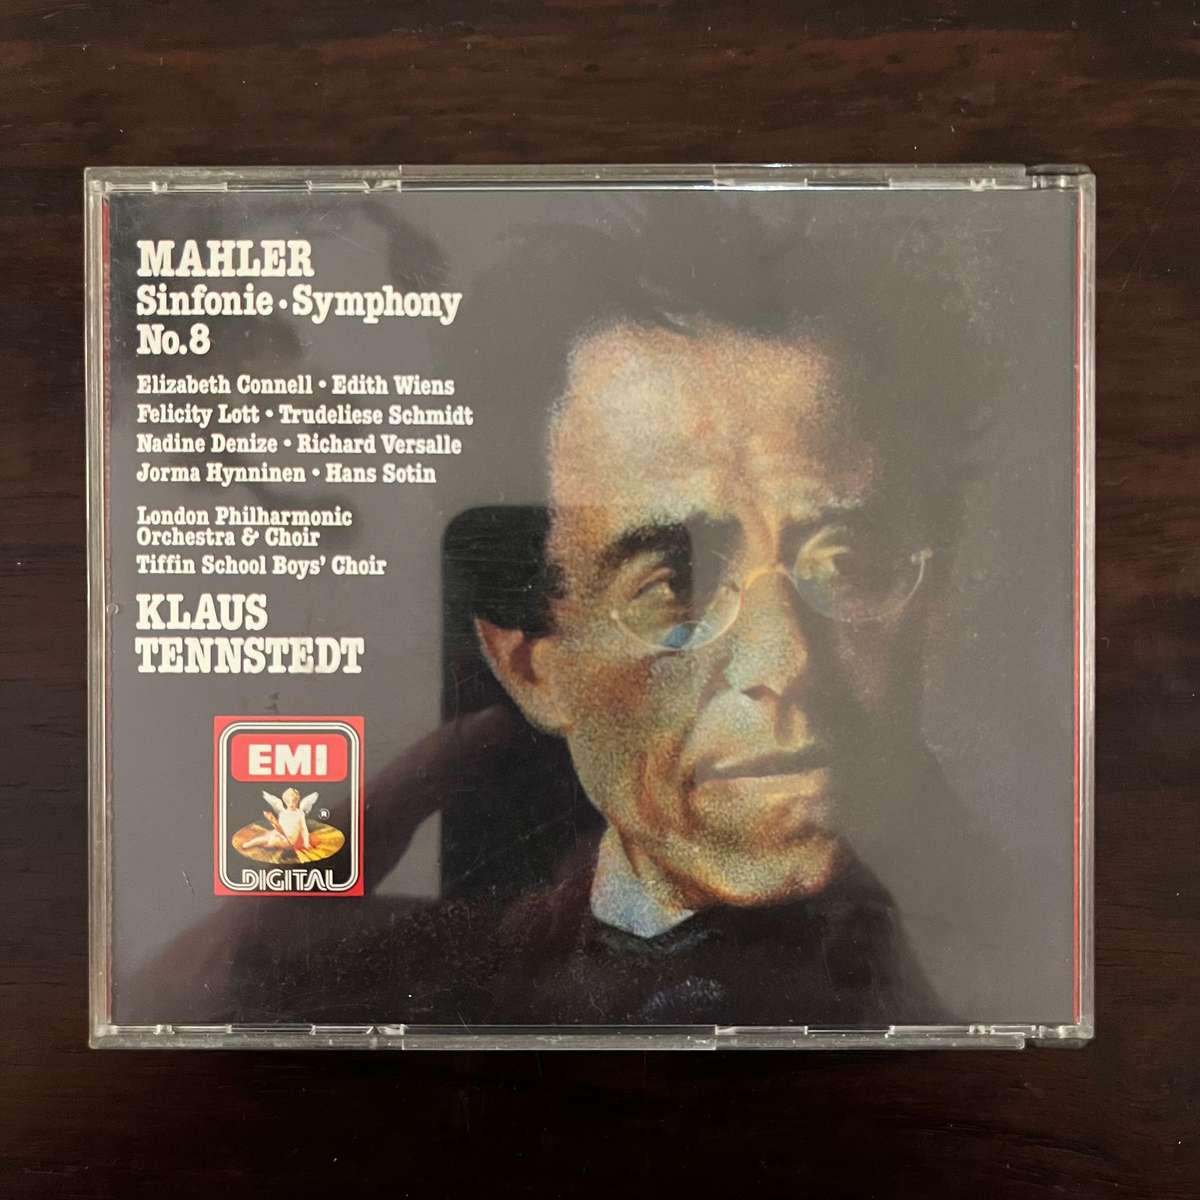 MAHLER
Sinfonie · Symphony
No.8
Elizabeth Connell · Edith Wiens
Felicity Lott · Trudeliese Schmidt
Nadine Denize · Richard Versalle
Jorma Hynninen · Hans Sotin
London Philharmonic
Orchestra & Choir
Tiffin School Boys' Choir
KLAUS
TENNSTEDT
EMI
®
DIGITAL